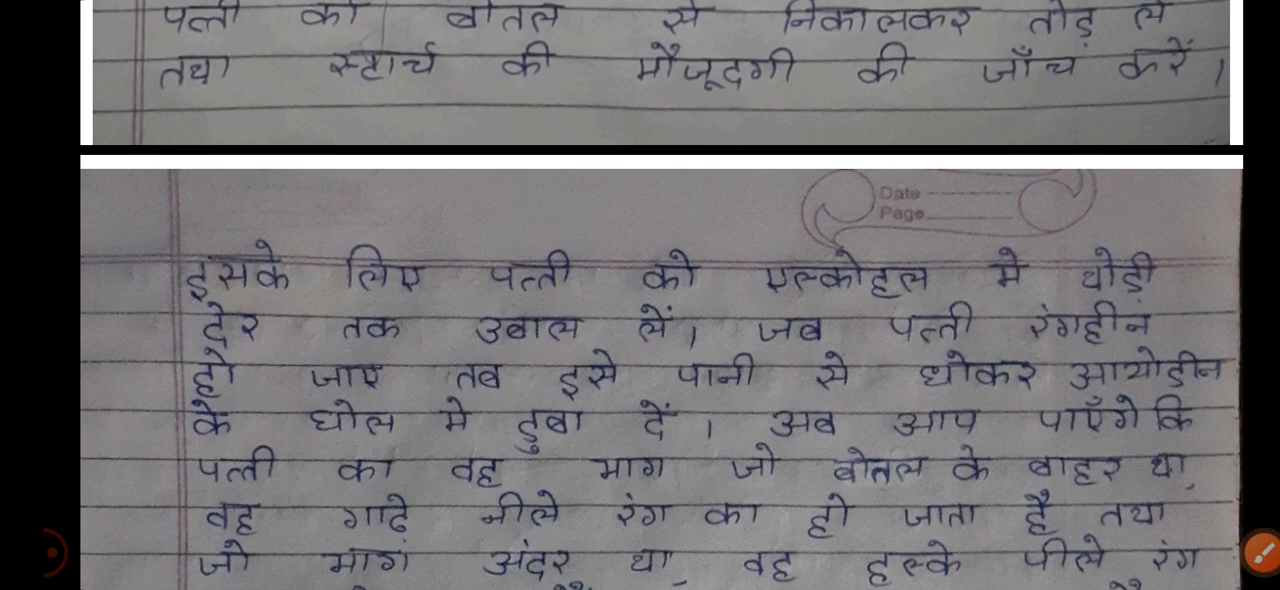 पत्ती को बोतल से निकालकर तोड़ लें
तथा स्टार्च की मौजूदगी की जाँच करें।
Date
Page
इसके लिए पत्ती को एल्कोहल मे थोड़ी
देर तक उबाल लें। जब पत्ती रंगहीन
हो जाए तब इसे पानी से धोकर आयोडीन
के घोल मे डुबा दें। अब आप पाएँगे कि
पत्ती का वह भाग जो बोतल के बाहर था,
वह गाढे नीले रंग का हो जाता है तथा
जो भाग अंदर था, वह हल्के पीले रंग